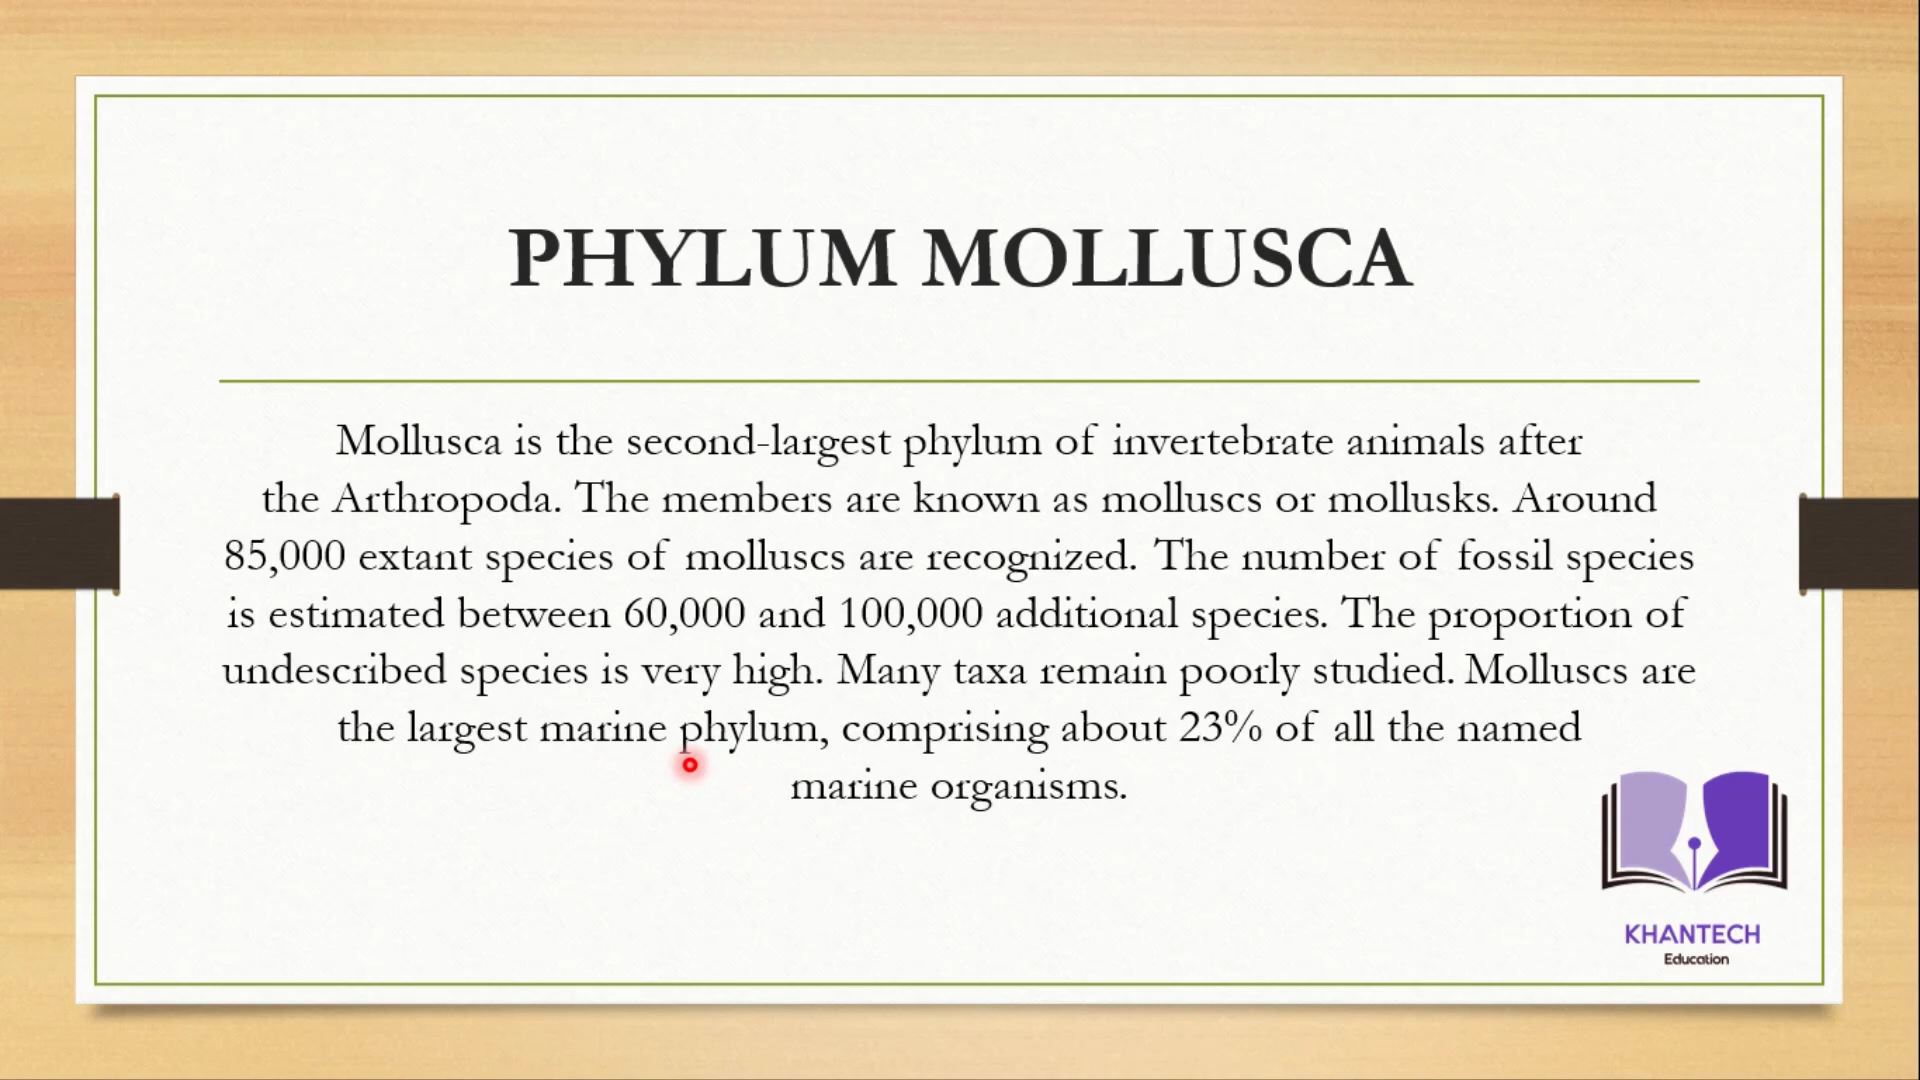 PHYLUM MOLLUSCA
Mollusca is the second-largest phylum of invertebrate animals after
the Arthropoda. The members are known as molluscs or mollusks. Around
85,000 extant species of molluscs are recognized. The number of fossil species
is estimated between 60,000 and 100,000 additional species. The proportion of
undescribed species is very high. Many taxa remain poorly studied. Molluscs are
the largest marine phylum, comprising about 23% of all the named
marine organisms.
KHANTECH
Education